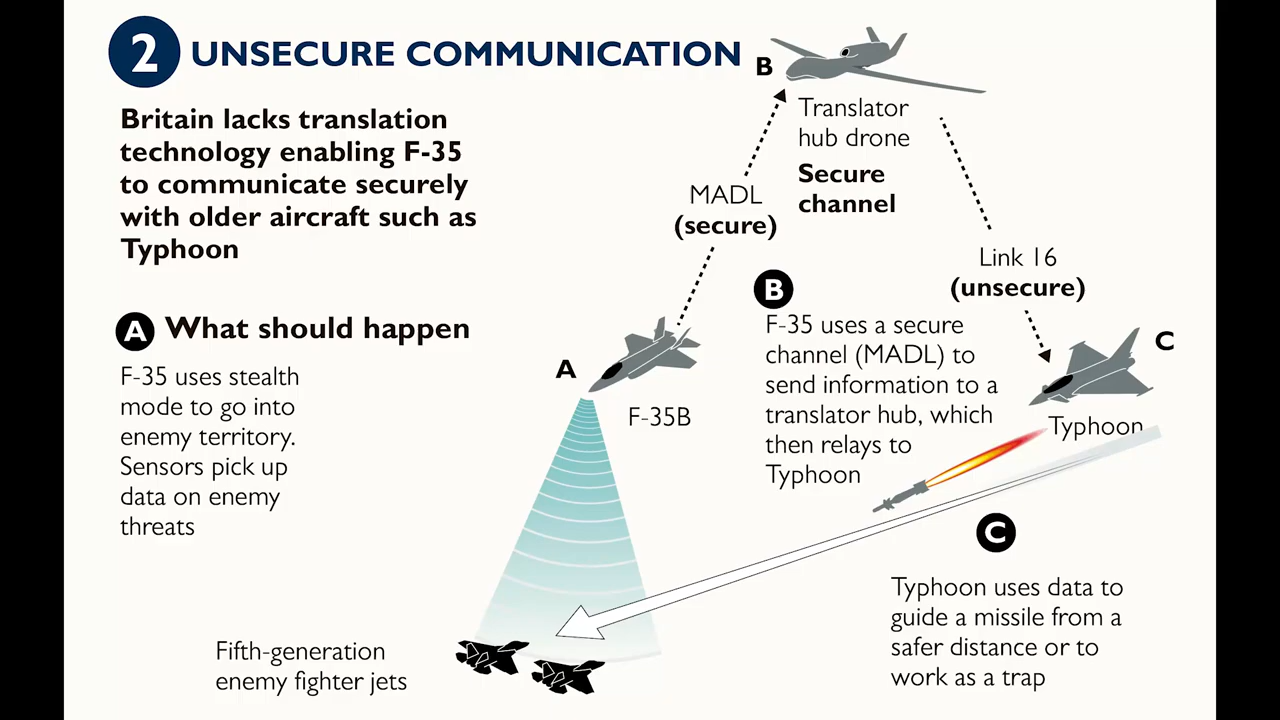 2 UNSECURE COMMUNICATION
Britain lacks translation
technology enabling F-35
to communicate securely
with older aircraft such as
Typhoon
A What should happen
F-35 uses stealth
mode to go into
enemy territory.
Sensors pick up
data on enemy
threats
A
F-35B
MADL
(secure)
B
Translator
hub drone
Secure
channel
Link 16
(unsecure)
B
F-35 uses a secure
channel (MADL) to
send information to a
translator hub, which
then relays to
Typhoon
C
Typhoon
C
Typhoon uses data to
guide a missile from a
safer distance or to
work as a trap
Fifth-generation
enemy fighter jets